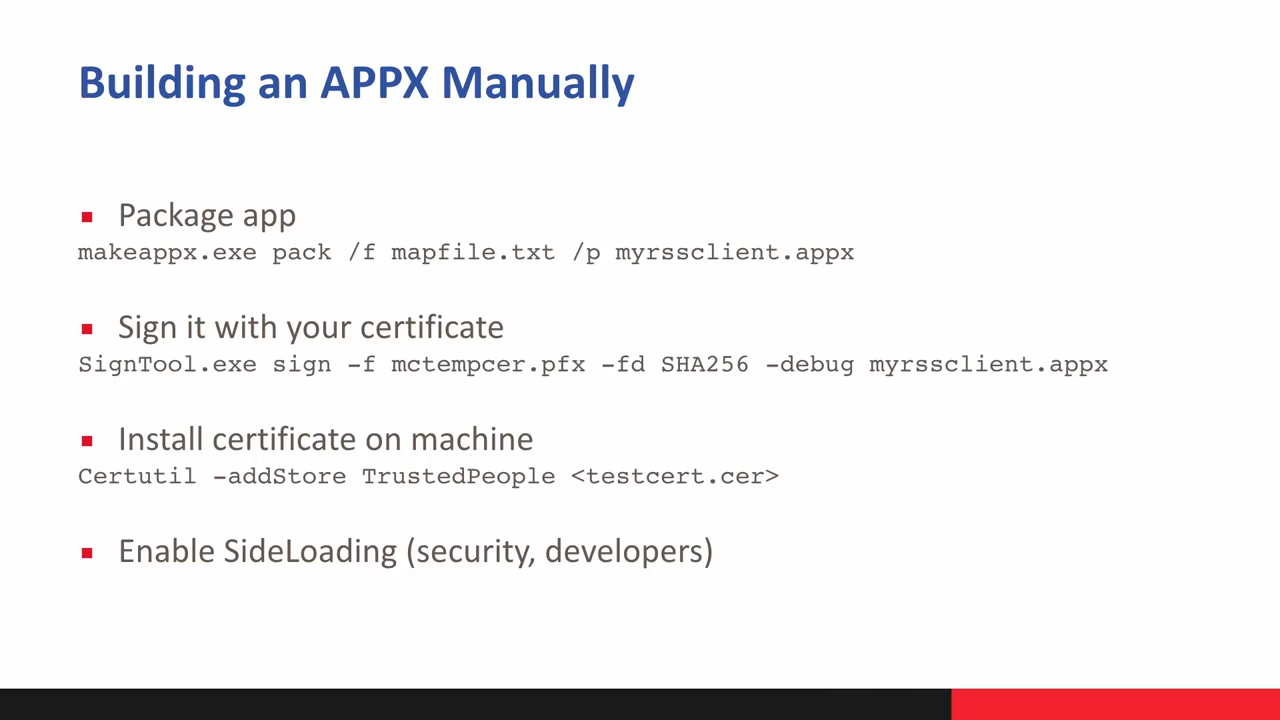 Building an APPX Manually
Package app
makeappx.exe pack /f mapfile.txt /p myrssclient.appx
Sign it with your certificate
SignTool.exe sign -f mctempcer.pfx -fd SHA256 -debug myrssclient.appx
Install certificate on machine
Certutil -addStore TrustedPeople <testcert.cer>
Enable SideLoading (security, developers)